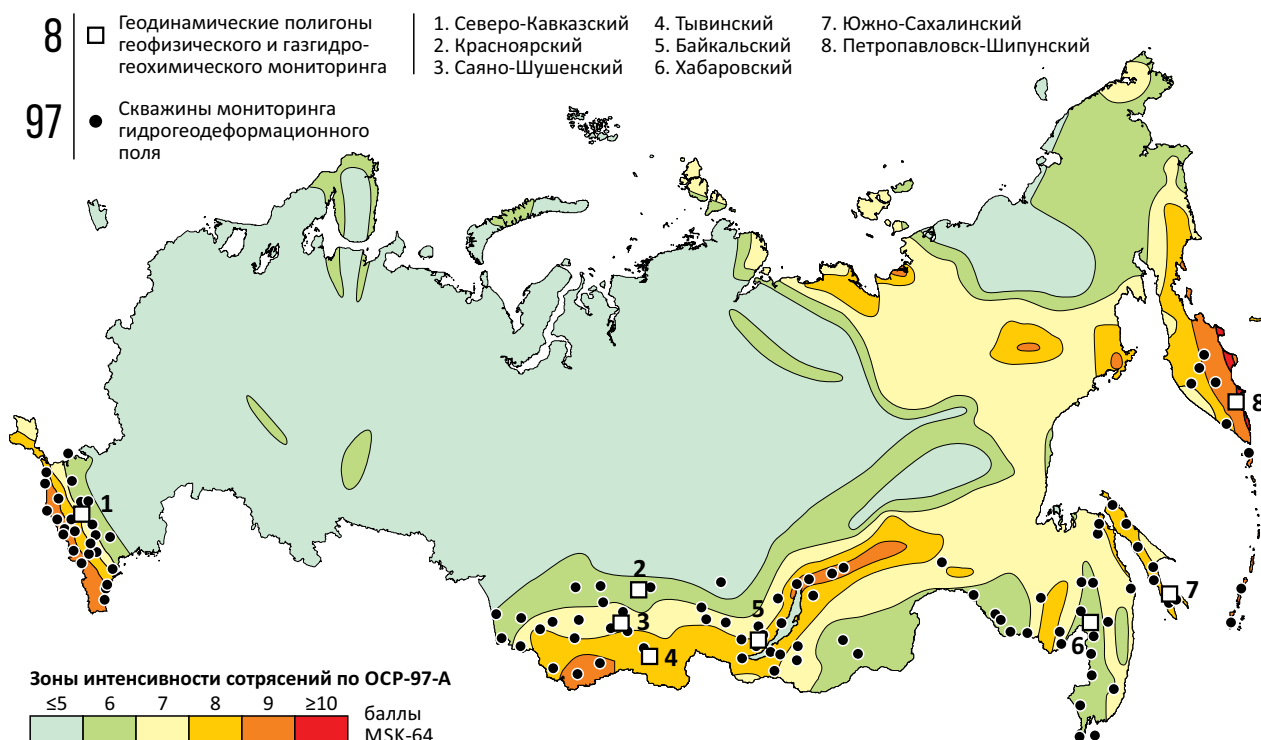 8
Геодинамические полигоны
геофизического и газгидро-
геохимического мониторинга
97
Скважины мониторинга
гидрогеодеформационного
поля
1. Северо-Кавказский
2. Красноярский
3. Саяно-Шушенский
4. Тывинский
5. Байкальский
6. Хабаровский
7. Южно-Сахалинский
8. Петропавловск-Шипунский
1
2
3
4
5
6
7
8
Зоны интенсивности сотрясений по ОСР-97-А
≤5 6 7 8 9 ≥10
баллы
MSK-64